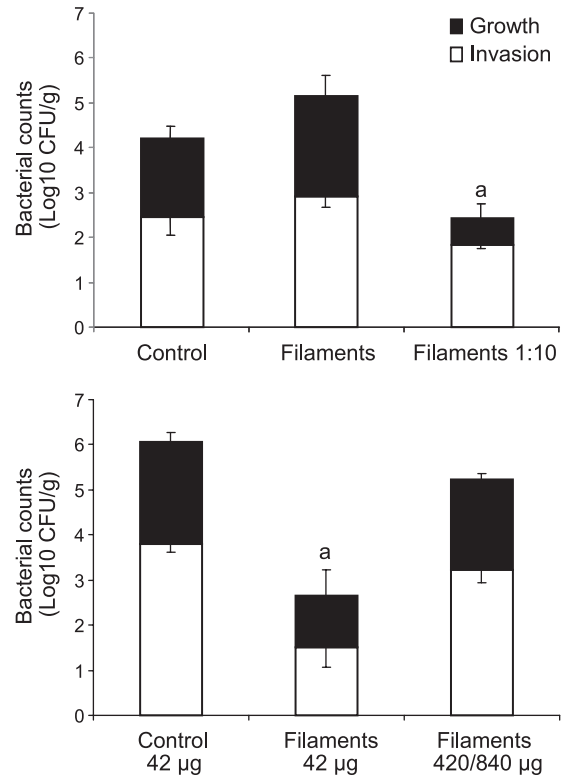 7
6
5
4
3
2
1
0
Bacterial counts
(Log10 CFU/g)
Growth
Invasion
a
Control Filaments Filaments 1:10
7
6
5
4
3
2
1
0
Bacterial counts
(Log10 CFU/g)
a
Control Filaments Filaments
42 µg 42 µg 420/840 µg